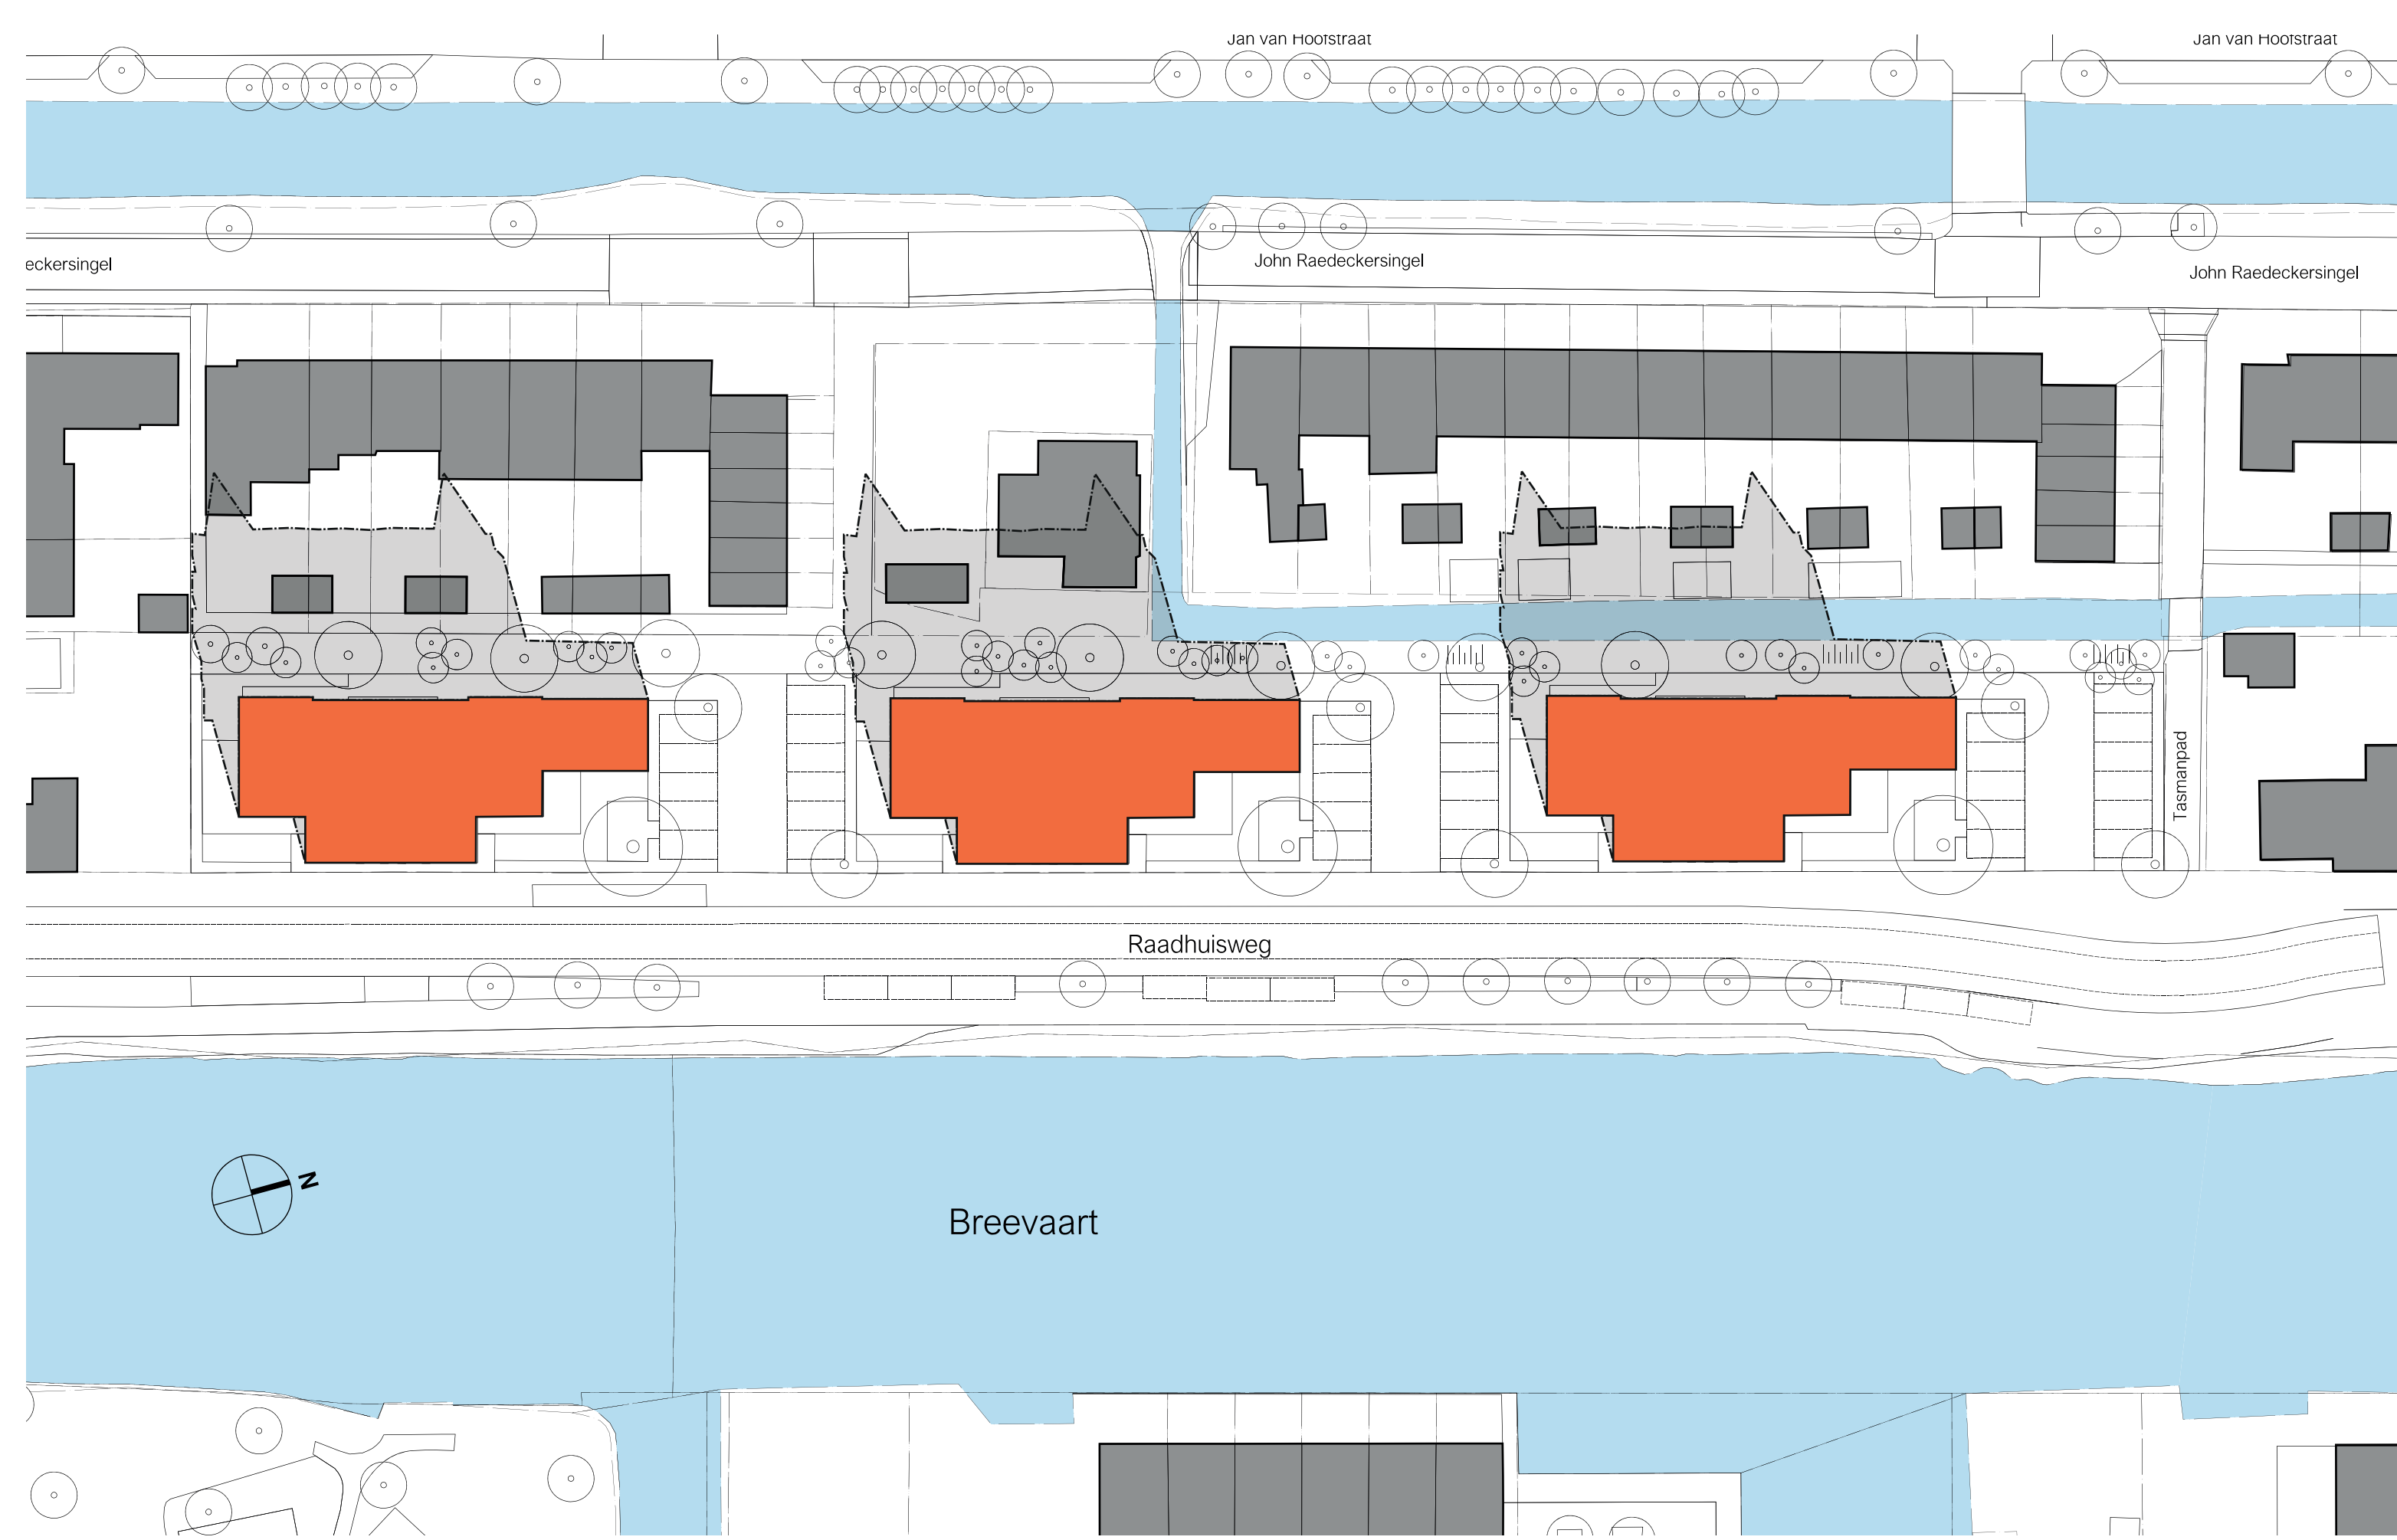 Jan van Hoofstraat
Jan van Hoofstraat
eckersingel
John Raedeckersingel
John Raedeckersingel
Tasmanpad
Raadhuisweg
N
Breevaart